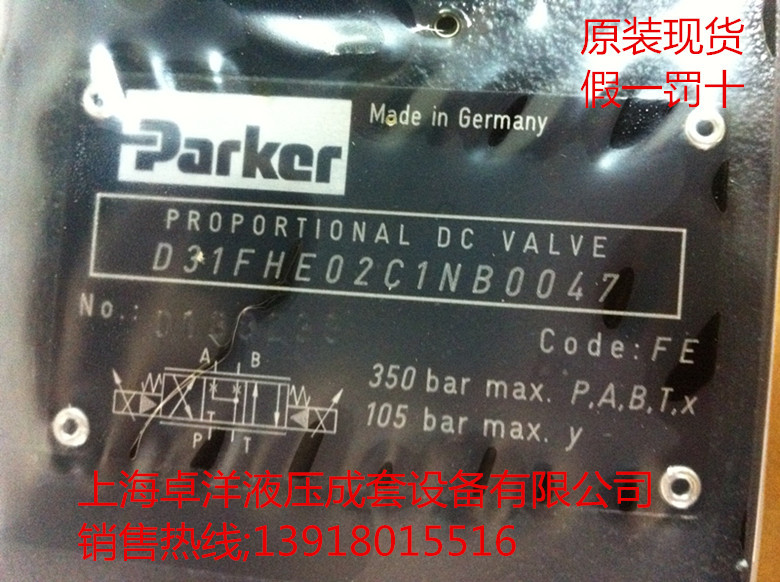 原装现货
假一罚十
Parker
Made in Germany
PROPORTIONAL DC VALVE
D31FHE02C1NB0047
No.:
Code: FE
A B
P T
350 bar max. P,A,B,T,x
105 bar max. y
上海卓洋液压成套设备有限公司
销售热线;13918015516